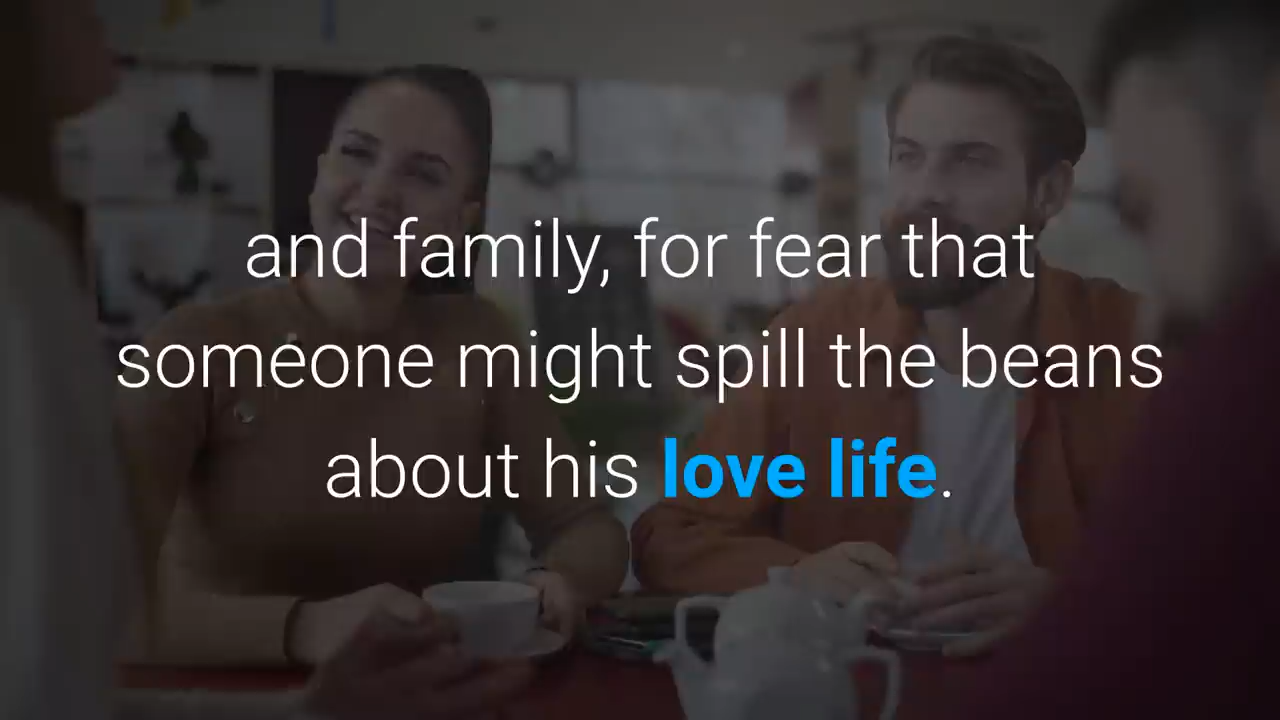 and family, for fear that
someone might spill the beans
about his love life.